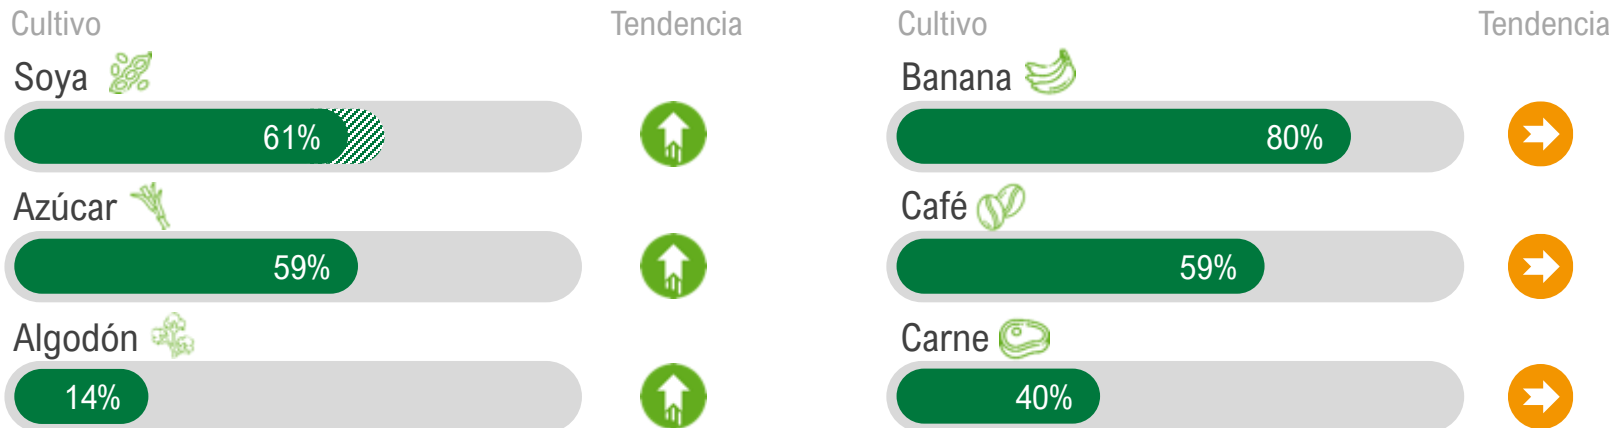 Cultivo Tendencia
Soya
61%
Azúcar
59%
Algodón
14%
Cultivo Tendencia
Banana
80%
Café
59%
Carne
40%